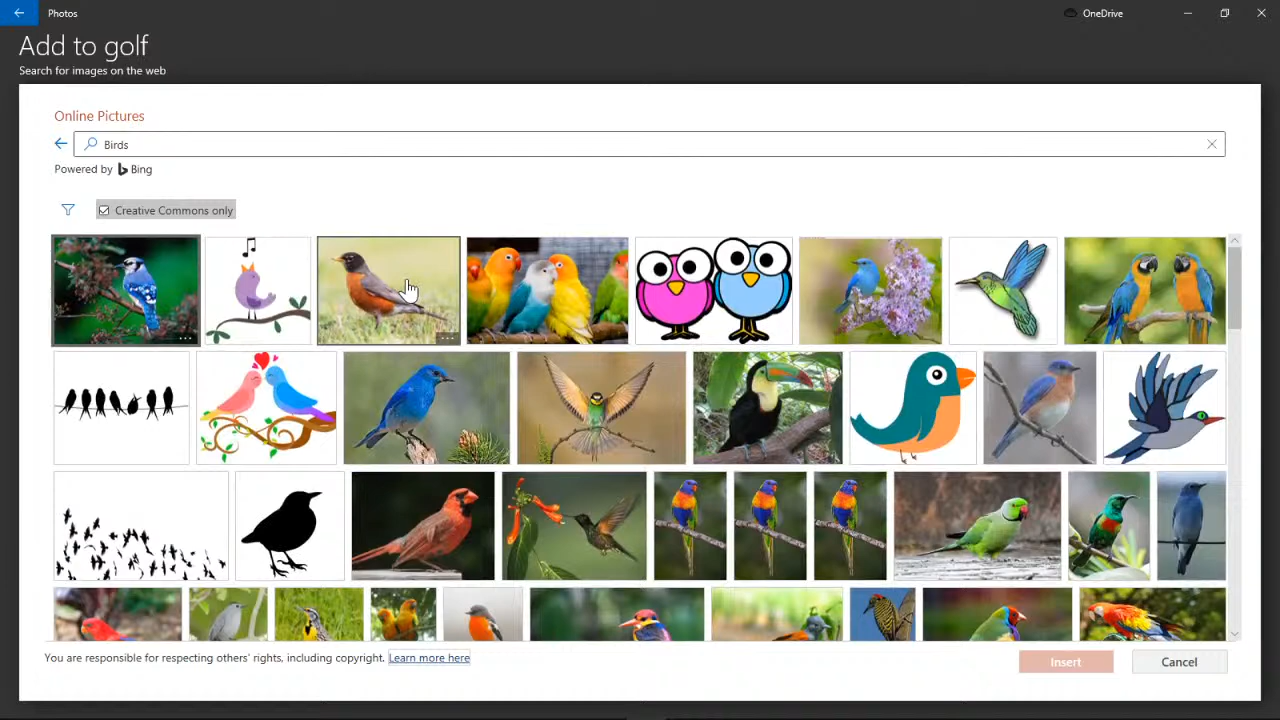 Photos
OneDrive
Add to golf
Search for images on the web
Online Pictures
Birds
Powered by Bing
Creative Commons only
You are responsible for respecting others' rights, including copyright. Learn more here
Insert
Cancel